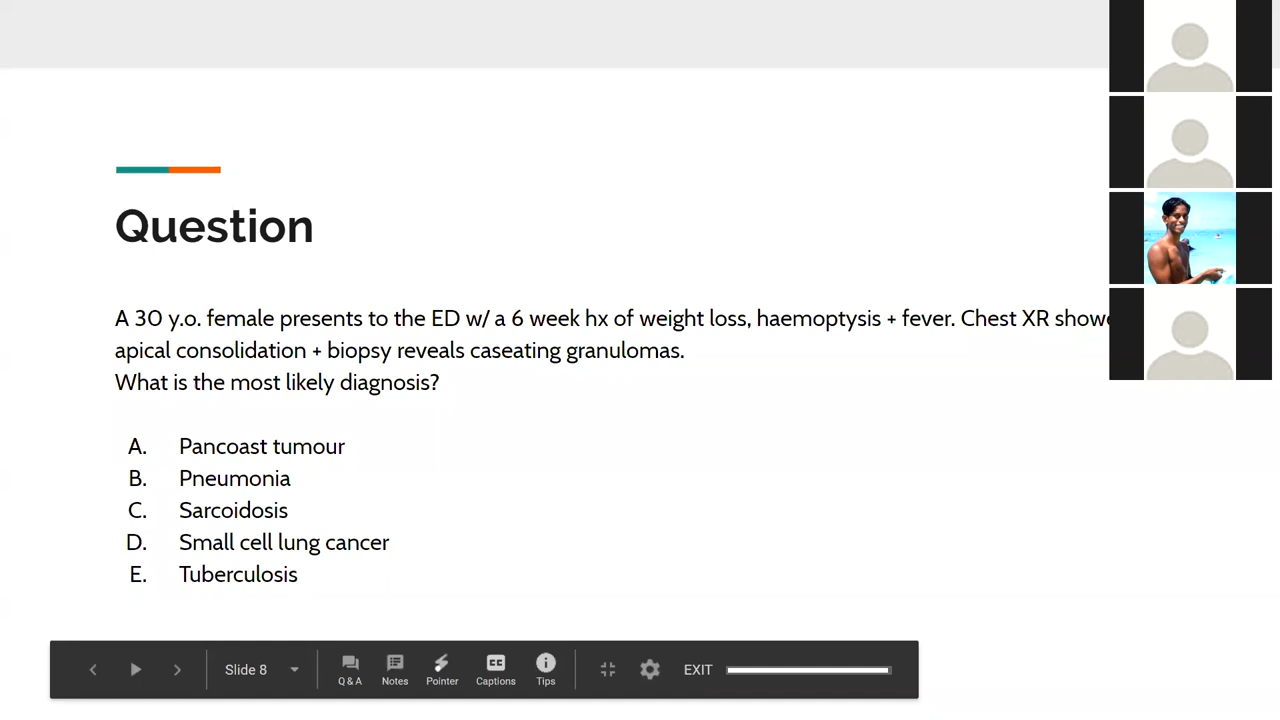 Question
A 30 y.o. female presents to the ED w/ a 6 week hx of weight loss, haemoptysis + fever. Chest XR
apical consolidation + biopsy reveals caseating granulomas.
What is the most likely diagnosis?
A. Pancoast tumour
B. Pneumonia
C. Sarcoidosis
D. Small cell lung cancer
E. Tuberculosis
Slide 8
Q & A
Notes
Pointer
CC
Captions
Tips
EXIT